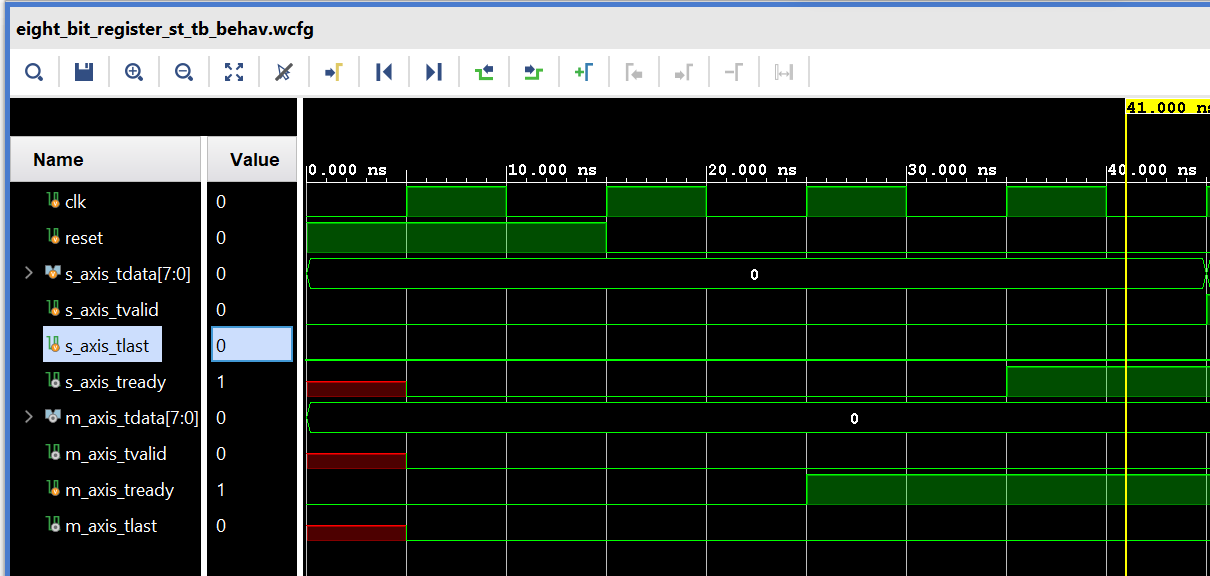 eight_bit_register_st_tb_behav.wcfg
41.000 ns
Name Value
0.000 ns 10.000 ns 20.000 ns 30.000 ns 40.000 ns
clk 0
reset 0
s_axis_tdata[7:0] 0 0
s_axis_tvalid 0
s_axis_tlast 0
s_axis_tready 1
m_axis_tdata[7:0] 0 0
m_axis_tvalid 0
m_axis_tready 1
m_axis_tlast 0